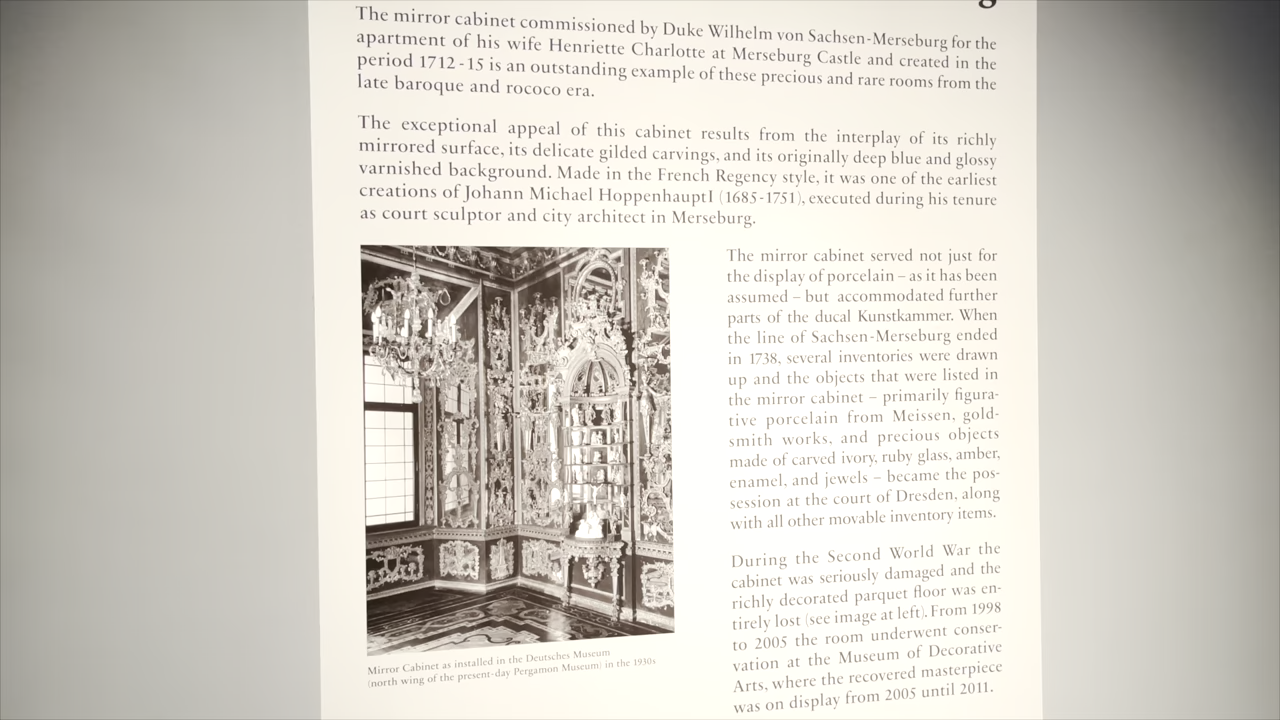 The mirror cabinet commissioned by Duke Wilhelm von Sachsen-Merseburg for the
apartment of his wife Henriette Charlotte at Merseburg Castle and created in the
period 1712-15 is an outstanding example of these precious and rare rooms from the
late baroque and rococo era.
The exceptional appeal of this cabinet results from the interplay of its richly
mirrored surface, its delicate gilded carvings, and its originally deep blue and glossy
varnished background. Made in the French Regency style, it was one of the earliest
creations of Johann Michael Hoppenhaupt I (1685-1751), executed during his tenure
as court sculptor and city architect in Merseburg.
The mirror cabinet served not just for
the display of porcelain – as it has been
assumed – but accommodated further
parts of the ducal Kunstkammer. When
the line of Sachsen-Merseburg ended
in 1738, several inventories were drawn
up and the objects that were listed in
the mirror cabinet – primarily figura-
tive porcelain from Meissen, gold-
smith works, and precious objects
made of carved ivory, ruby glass, amber,
enamel, and jewels – became the pos-
session at the court of Dresden, along
with all other movable inventory items.
During the Second World War the
cabinet was seriously damaged and the
richly decorated parquet floor was en-
tirely lost (see image at left). From 1998
to 2005 the room underwent conser-
vation at the Museum of Decorative
Arts, where the recovered masterpiece
was on display from 2005 until 2011.
Mirror Cabinet as installed in the Deutsches Museum
(north wing of the present-day Pergamon Museum) in the 1930s